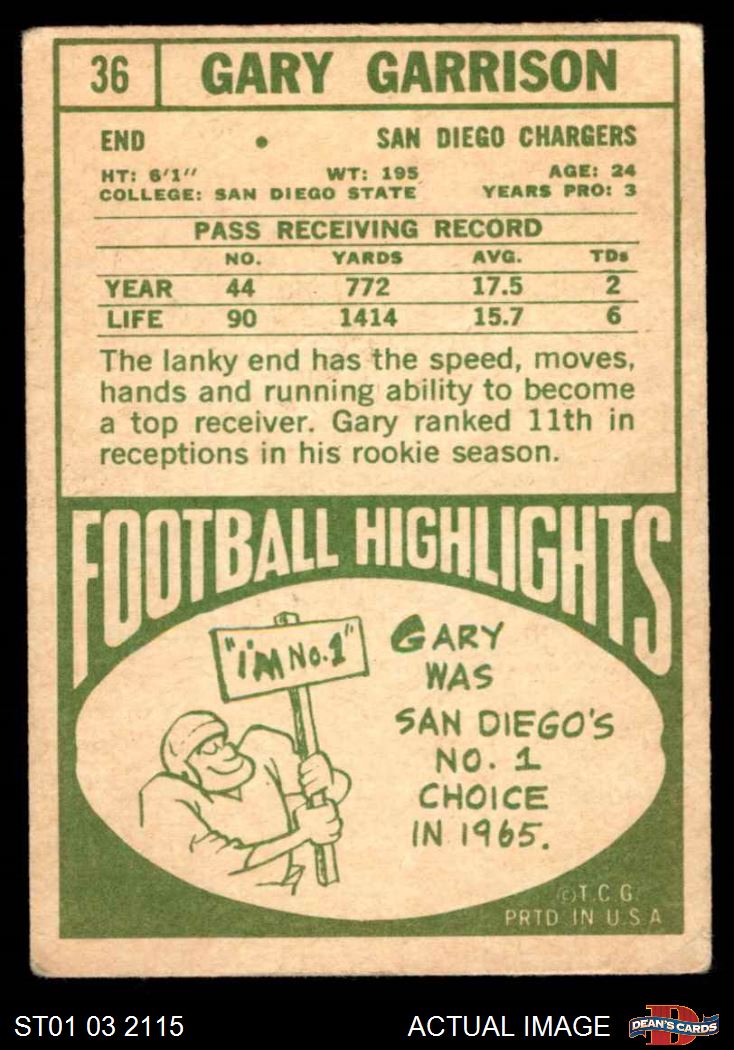 36 GARY GARRISON
END • SAN DIEGO CHARGERS
HT: 6'1" WT: 195 AGE: 24
COLLEGE: SAN DIEGO STATE YEARS PRO: 3
PASS RECEIVING RECORD
NO. YARDS AVG. TDs
YEAR 44 772 17.5 2
LIFE 90 1414 15.7 6
The lanky end has the speed, moves,
hands and running ability to become
a top receiver. Gary ranked 11th in
receptions in his rookie season.
FOOTBALL HIGHLIGHTS
"I'M No.1"
GARY
WAS
SAN DIEGO'S
NO. 1
CHOICE
IN 1965.
©T.C.G.
PRTD IN U.S.A
ST01 03 2115 ACTUAL IMAGE D DEAN'S CARDS